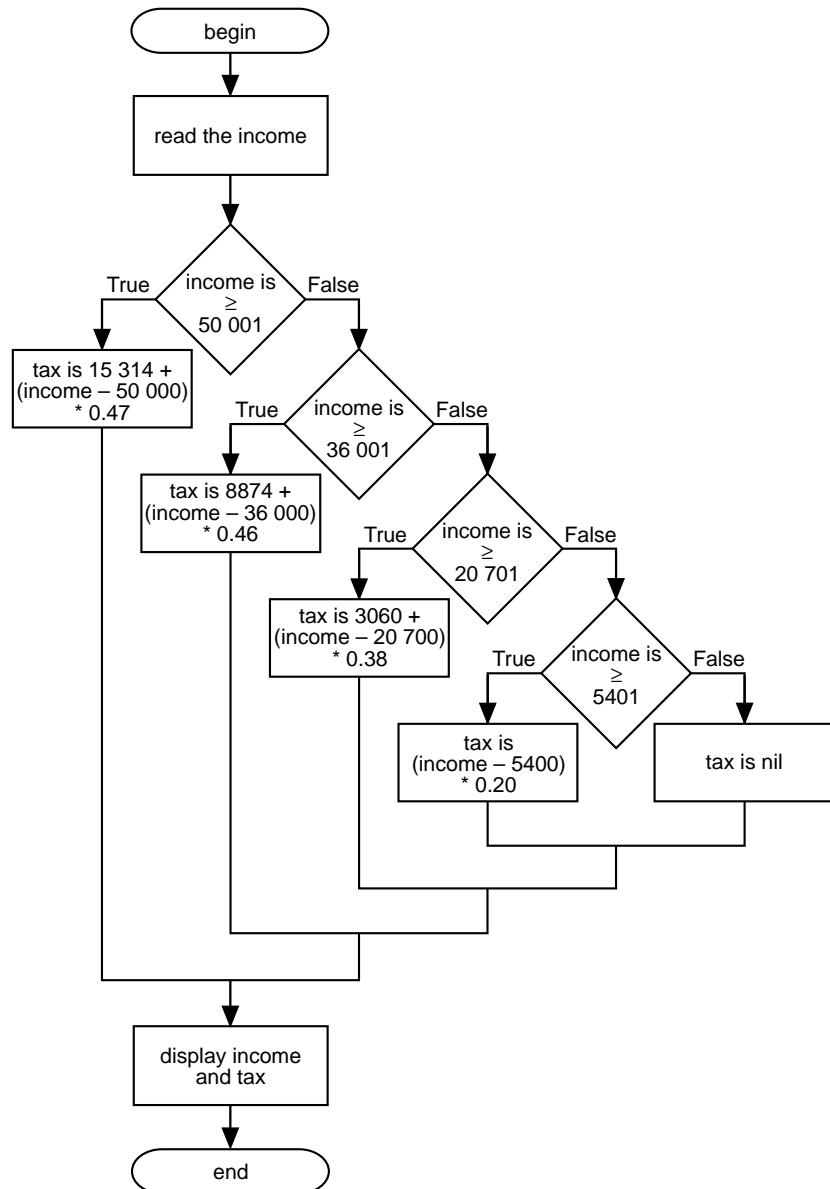 begin
read the income
income is
≥
50 001
True
False
tax is 15 314 +
(income – 50 000)
* 0.47
income is
≥
36 001
True
False
tax is 8874 +
(income – 36 000)
* 0.46
income is
≥
20 701
True
False
tax is 3060 +
(income – 20 700)
* 0.38
income is
≥
5401
True
False
tax is
(income – 5400)
* 0.20
tax is nil
display income
and tax
end